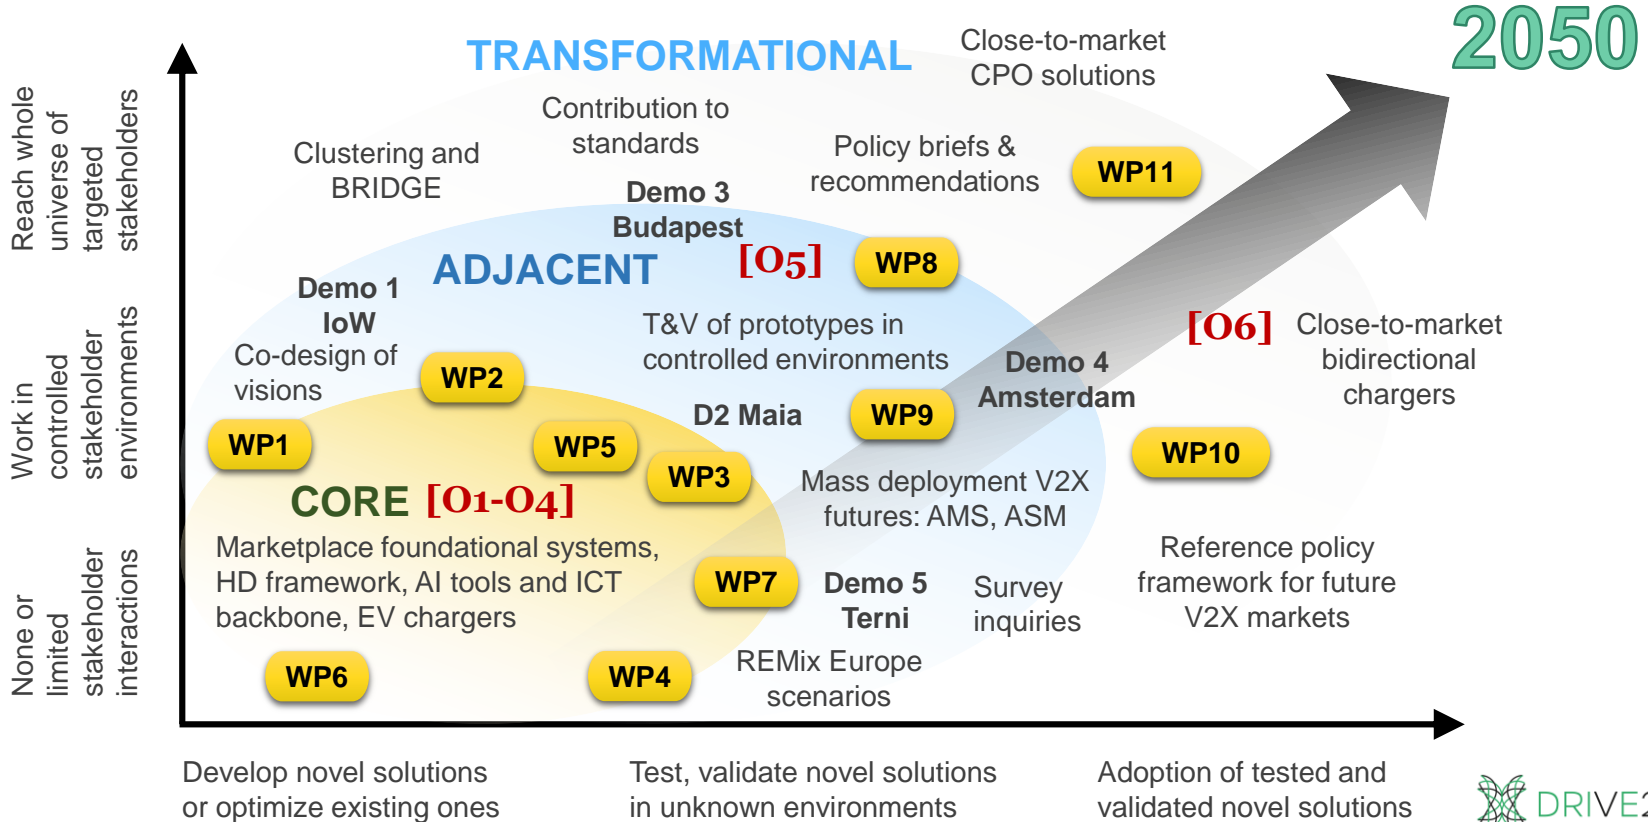 2050
TRANSFORMATIONAL
Close-to-market
CPO solutions
Contribution to
standards
Clustering and
BRIDGE
Policy briefs &
recommendations
WP11
Demo 3
Budapest
[O5]
WP8
ADJACENT
Demo 1
IoW
Co-design of
visions
T&V of prototypes in
controlled environments
[O6]
Close-to-market
bidirectional
chargers
Demo 4
Amsterdam
WP2
D2 Maia
WP9
WP1
WP5
WP3
WP10
CORE [O1-O4]
Mass deployment V2X
futures: AMS, ASM
Marketplace foundational systems,
HD framework, AI tools and ICT
backbone, EV chargers
WP7
Demo 5
Terni
Survey
inquiries
Reference policy
framework for future
V2X markets
WP6
WP4
REMix Europe
scenarios
Reach whole
universe of
targeted
stakeholders
Work in
controlled
stakeholder
environments
None or
limited
stakeholder
interactions
Develop novel solutions
or optimize existing ones
Test, validate novel solutions
in unknown environments
Adoption of tested and
validated novel solutions
DRIVE2